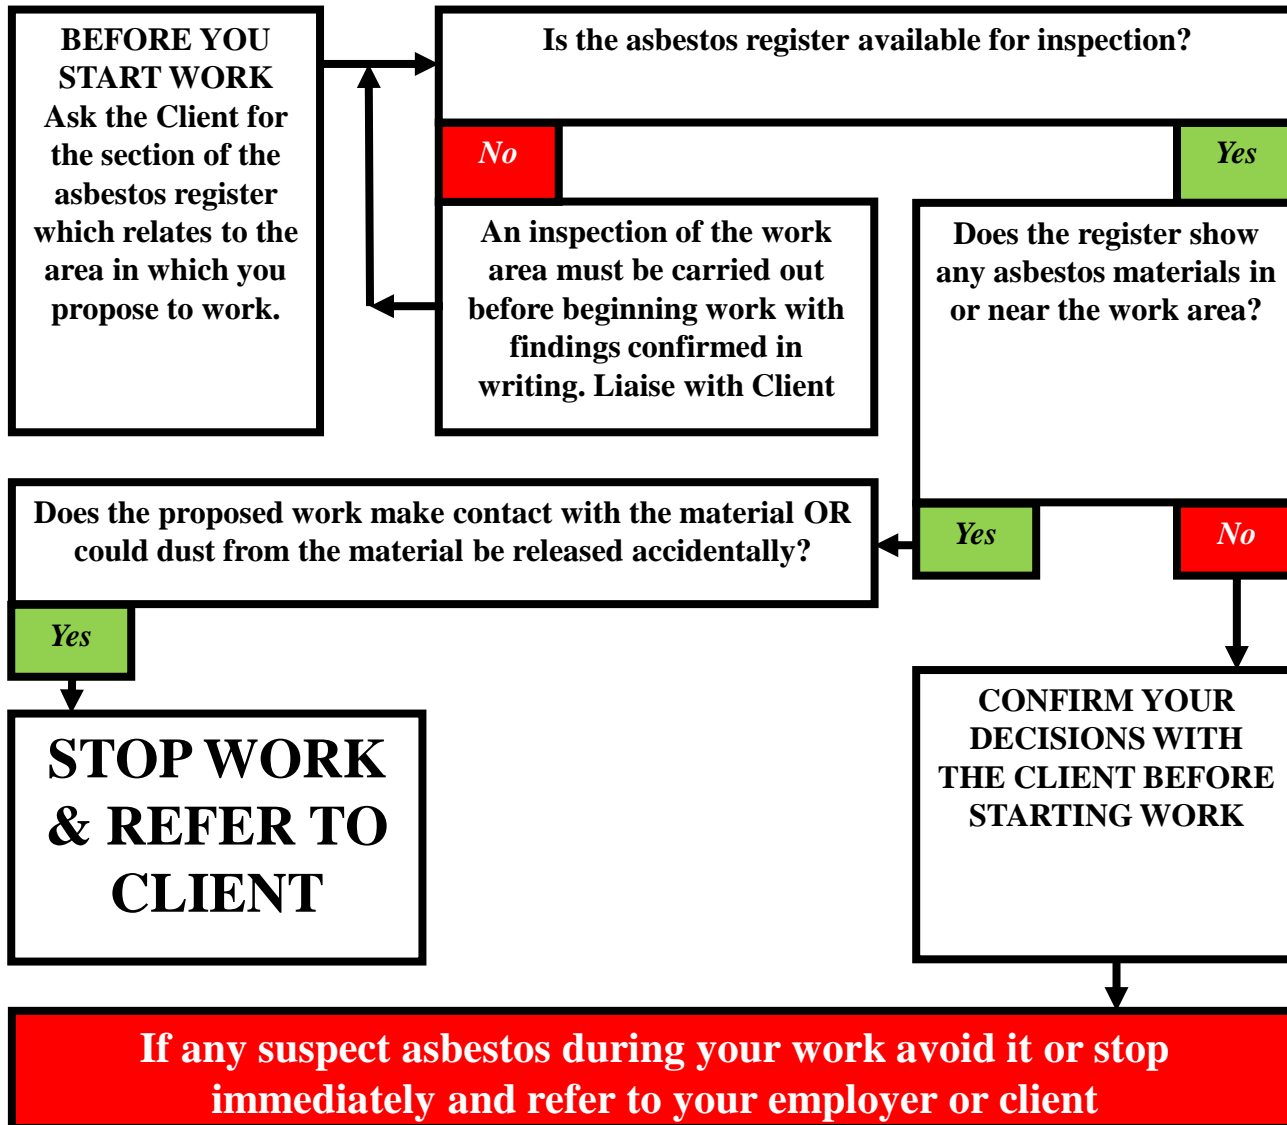 BEFORE YOU
START WORK
Ask the Client for
the section of the
asbestos register
which relates to the
area in which you
propose to work.
Is the asbestos register available for inspection?
No
Yes
An inspection of the work
area must be carried out
before beginning work with
findings confirmed in
writing. Liaise with Client
Does the register show
any asbestos materials in
or near the work area?
Yes
No
Does the proposed work make contact with the material OR
could dust from the material be released accidentally?
Yes
STOP WORK
& REFER TO
CLIENT
CONFIRM YOUR
DECISIONS WITH
THE CLIENT BEFORE
STARTING WORK
If any suspect asbestos during your work avoid it or stop
immediately and refer to your employer or client